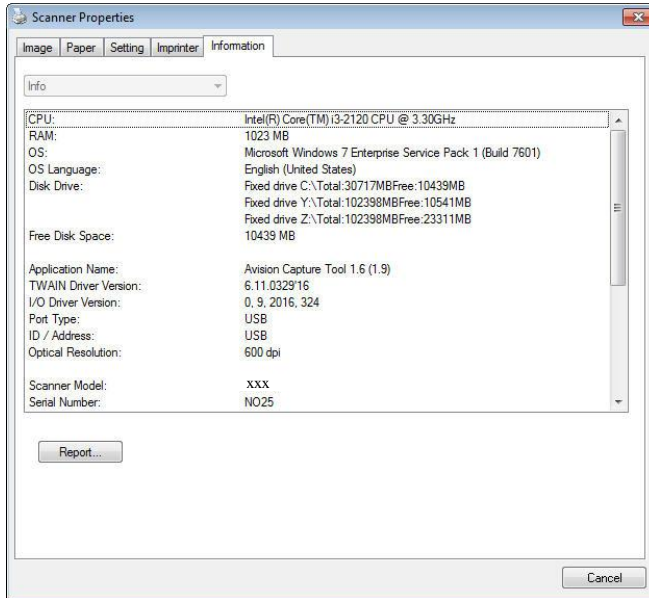 Scanner Properties
Image Paper Setting Imprinter Information
Info
CPU: Intel(R) Core(TM) i3-2120 CPU @ 3.30GHz
RAM: 1023 MB
OS: Microsoft Windows 7 Enterprise Service Pack 1 (Build 7601)
OS Language: English (United States)
Disk Drive: Fixed drive C:\Total:30717MBFree:10439MB
Fixed drive Y:\Total:102398MBFree:10541MB
Fixed drive Z:\Total:102398MBFree:23311MB
Free Disk Space: 10439 MB
Application Name: Avision Capture Tool 1.6 (1.9)
TWAIN Driver Version: 6.11.0329'16
I/O Driver Version: 0, 9, 2016, 324
Port Type: USB
ID / Address: USB
Optical Resolution: 600 dpi
Scanner Model: XXX
Serial Number: NO25
Report...
Cancel